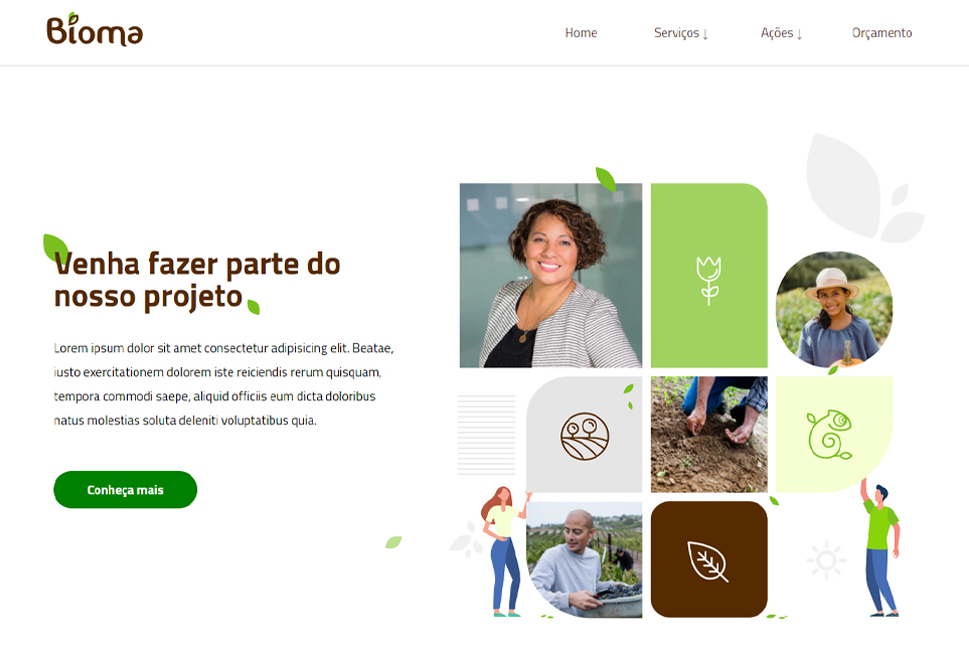 Bioma
Home
Serviços ↓
Ações ↓
Orçamento
Venha fazer parte do
nosso projeto
Lorem ipsum dolor sit amet consectetur adipisicing elit. Beatae,
iusto exercitationem dolorem iste reiciendis rerum quisquam,
tempora commodi saepe, aliquid officiis eum dicta doloribus
natus molestias soluta deleniti voluptatibus quia.
Conheça mais